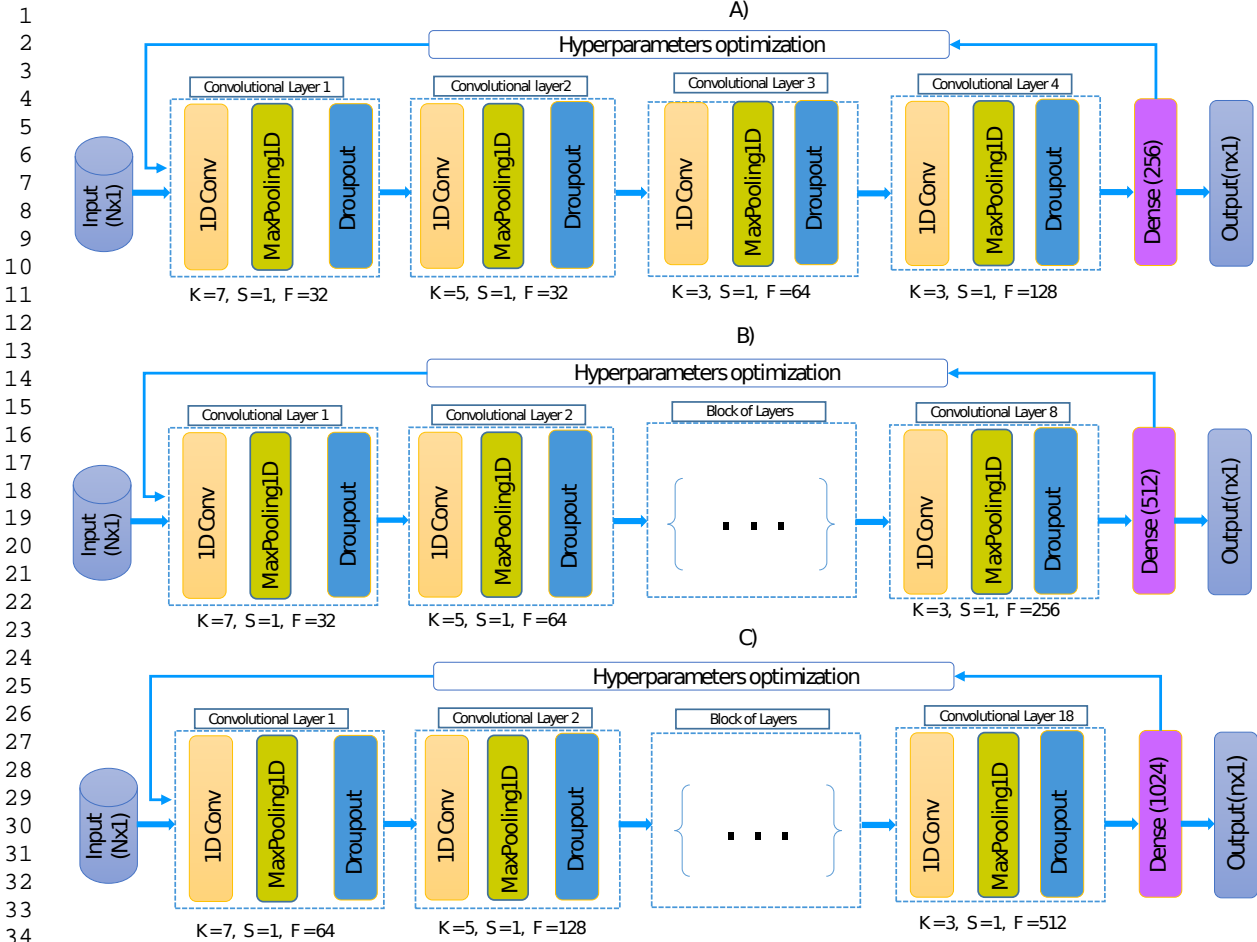 1
2
3
4
5
6
7
8
9
10
11
12
13
14
15
16
17
18
19
20
21
22
23
24
25
26
27
28
29
30
31
32
33
34
A)
Hyperparameters optimization
Convolutional Layer 1
Convolutional layer2
Convolutional Layer 3
Convolutional Layer 4
Input
(Nx1)
1D Conv
MaxPooling1D
Droupout
1D Conv
MaxPooling1D
Droupout
1D Conv
MaxPooling1D
Droupout
1D Conv
MaxPooling1D
Droupout
Dense (256)
Output(nx1)
K=7, S=1, F=32
K=5, S=1, F=32
K=3, S=1, F=64
K=3, S=1, F=128
B)
Hyperparameters optimization
Convolutional Layer 1
Convolutional Layer 2
Block of Layers
Convolutional Layer 8
Input
(Nx1)
1D Conv
MaxPooling1D
Droupout
1D Conv
MaxPooling1D
Droupout
{ ... }
1D Conv
MaxPooling1D
Droupout
Dense (512)
Output(nx1)
K=7, S=1, F=32
K=5, S=1, F=64
K=3, S=1, F=256
C)
Hyperparameters optimization
Convolutional Layer 1
Convolutional Layer 2
Block of Layers
Convolutional Layer 18
Input
(Nx1)
1D Conv
MaxPooling1D
Droupout
1D Conv
MaxPooling1D
Droupout
{ ... }
1D Conv
MaxPooling1D
Droupout
Dense (1024)
Output(nx1)
K=7, S=1, F=64
K=5, S=1, F=128
K=3, S=1, F=512